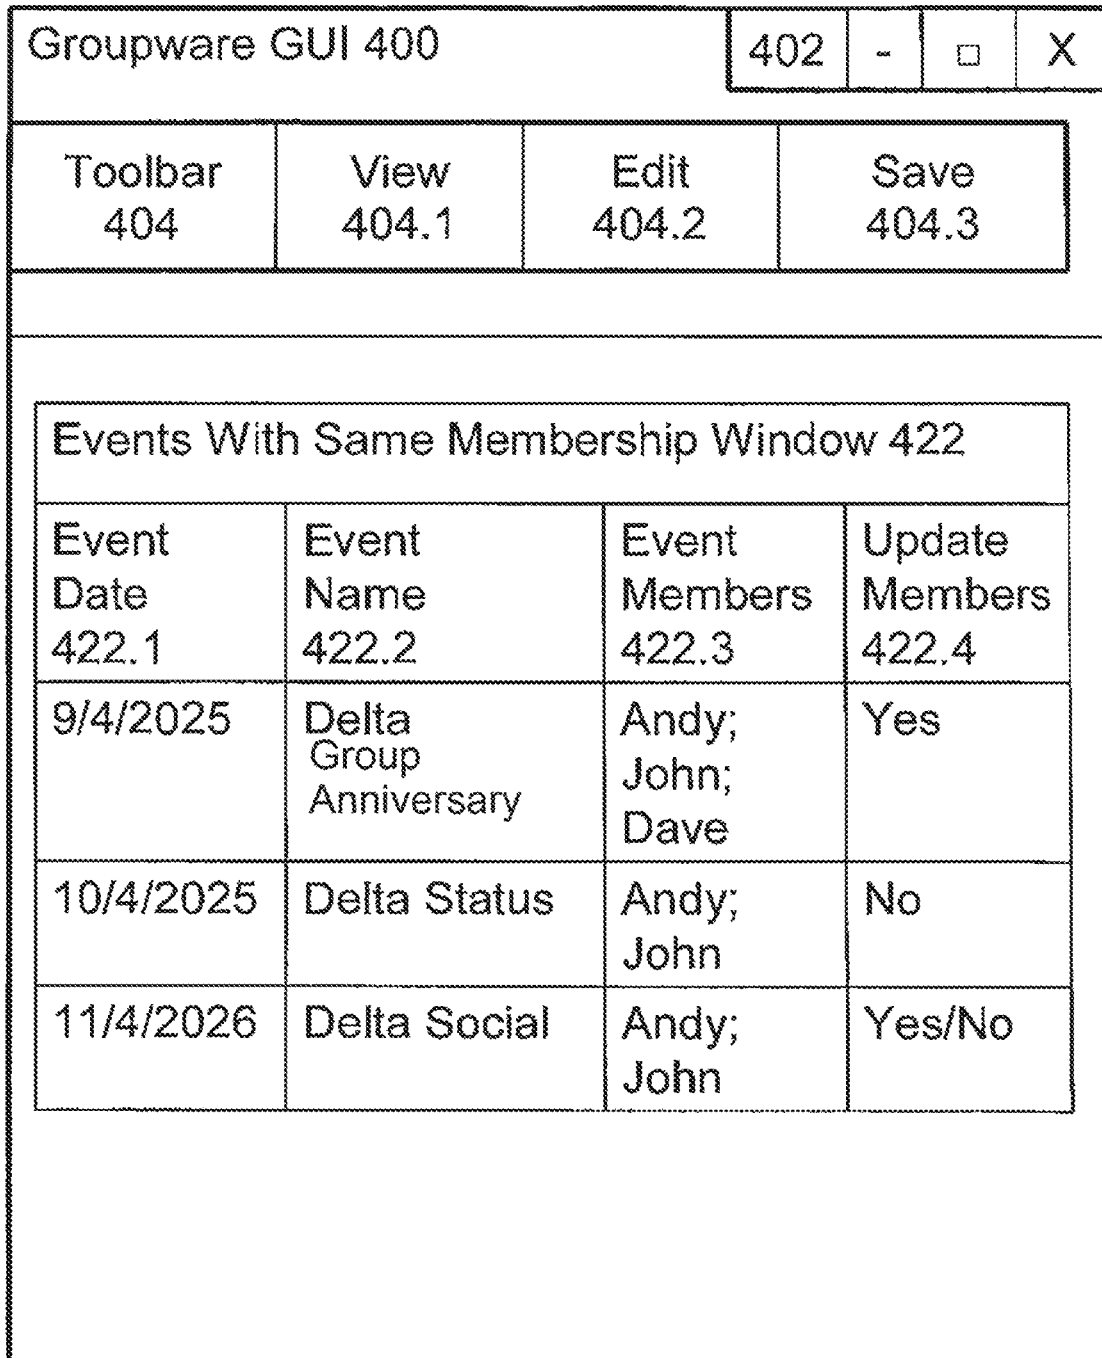 Groupware GUI 400 402 - □ X
Toolbar View Edit Save
404 404.1 404.2 404.3
Events With Same Membership Window 422
Event Event Event Update
Date Name Members Members
422.1 422.2 422.3 422.4
9/4/2025 Delta Andy; Yes
Group John;
Anniversary Dave
10/4/2025 Delta Status Andy; No
John
11/4/2026 Delta Social Andy; Yes/No
John